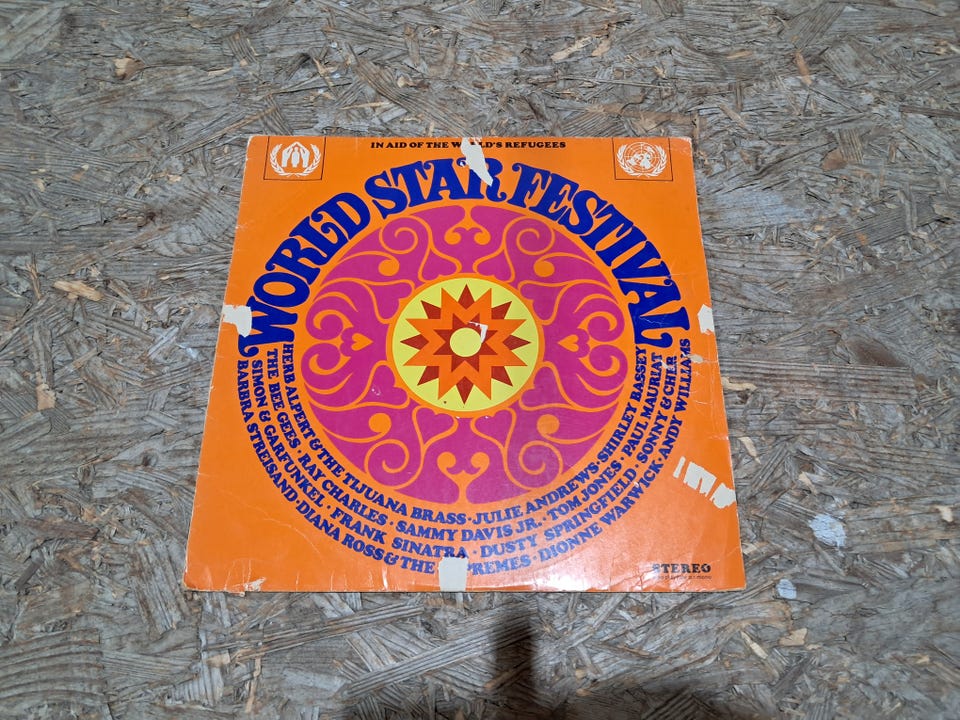 IN AID OF THE WORLD'S REFUGEES
WORLD STAR FESTIVAL
HERB ALPERT & THE TIJUANA BRASS · JULIE ANDREWS · SHIRLEY BASSEY
THE BEE GEES · RAY CHARLES · SAMMY DAVIS JR. · TOM JONES · PAUL MAURIAT
SIMON & GARFUNKEL · FRANK SINATRA · DUSTY SPRINGFIELD · SONNY & CHER
BARBRA STREISAND · DIANA ROSS & THE SUPREMES · DIONNE WARWICK · ANDY WILLIAMS
STEREO
mono